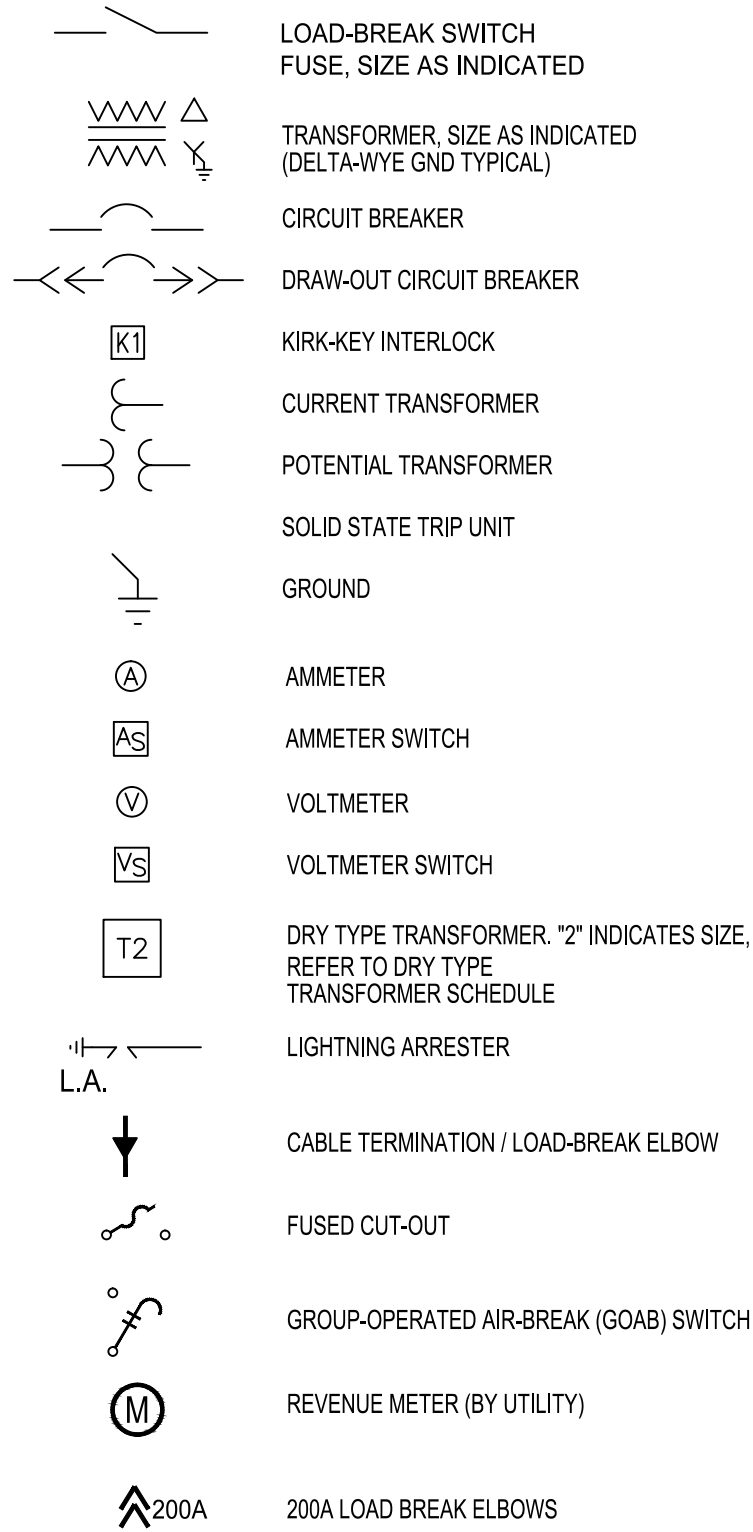 LOAD-BREAK SWITCH
FUSE, SIZE AS INDICATED
TRANSFORMER, SIZE AS INDICATED
(DELTA-WYE GND TYPICAL)
CIRCUIT BREAKER
DRAW-OUT CIRCUIT BREAKER
K1 KIRK-KEY INTERLOCK
CURRENT TRANSFORMER
POTENTIAL TRANSFORMER
SOLID STATE TRIP UNIT
GROUND
A AMMETER
AS AMMETER SWITCH
V VOLTMETER
VS VOLTMETER SWITCH
T2 DRY TYPE TRANSFORMER. "2" INDICATES SIZE,
REFER TO DRY TYPE
TRANSFORMER SCHEDULE
LIGHTNING ARRESTER
L.A.
CABLE TERMINATION / LOAD-BREAK ELBOW
FUSED CUT-OUT
GROUP-OPERATED AIR-BREAK (GOAB) SWITCH
M REVENUE METER (BY UTILITY)
200A 200A LOAD BREAK ELBOWS